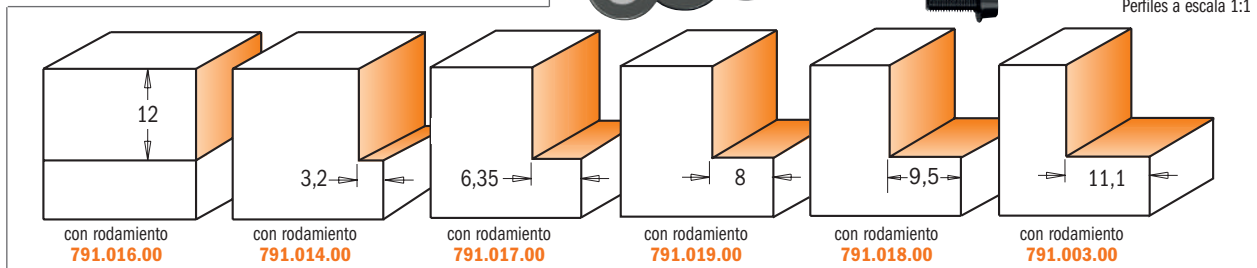 Perfiles a escala 1:1
12
3,2
6,35
8
9,5
11,1
con rodamiento
791.016.00
con rodamiento
791.014.00
con rodamiento
791.017.00
con rodamiento
791.019.00
con rodamiento
791.018.00
con rodamiento
791.003.00